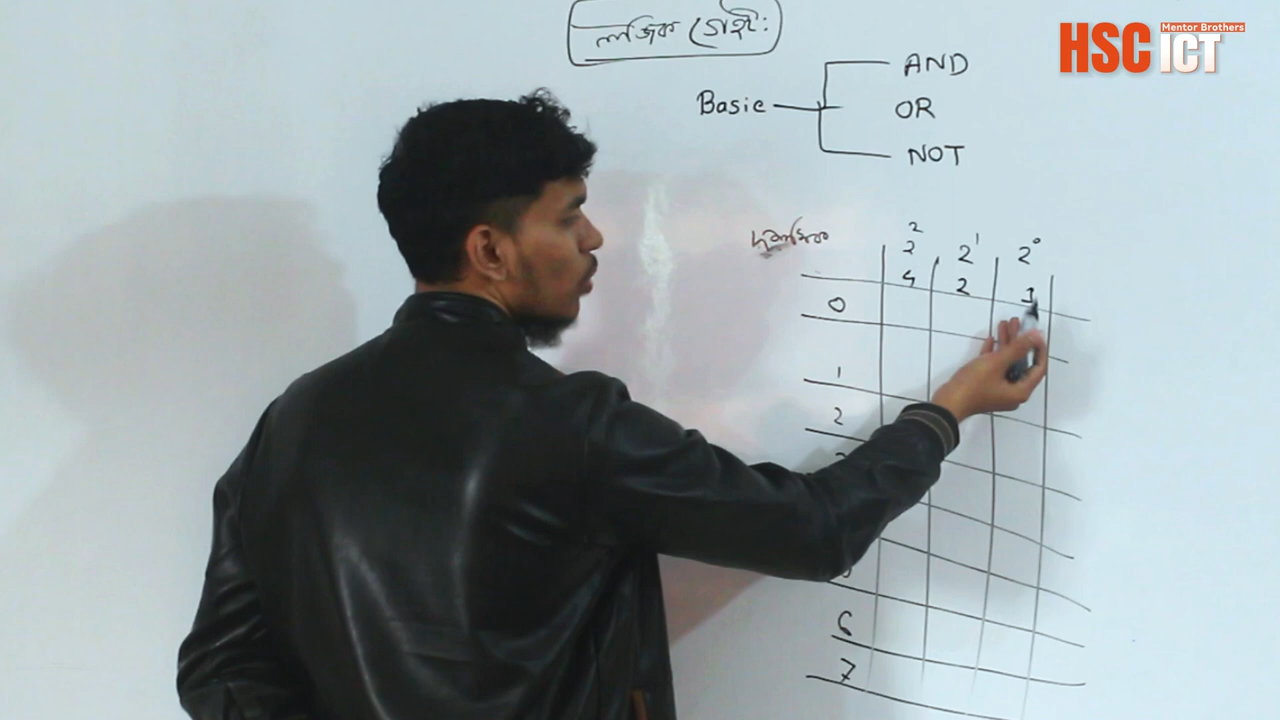 লজিক গেইট:
HSC ICT
Mentor Brothers
Basic
AND
OR
NOT
দশমিক
2² 2¹ 2⁰
4 2 1
0
1
2
6
7